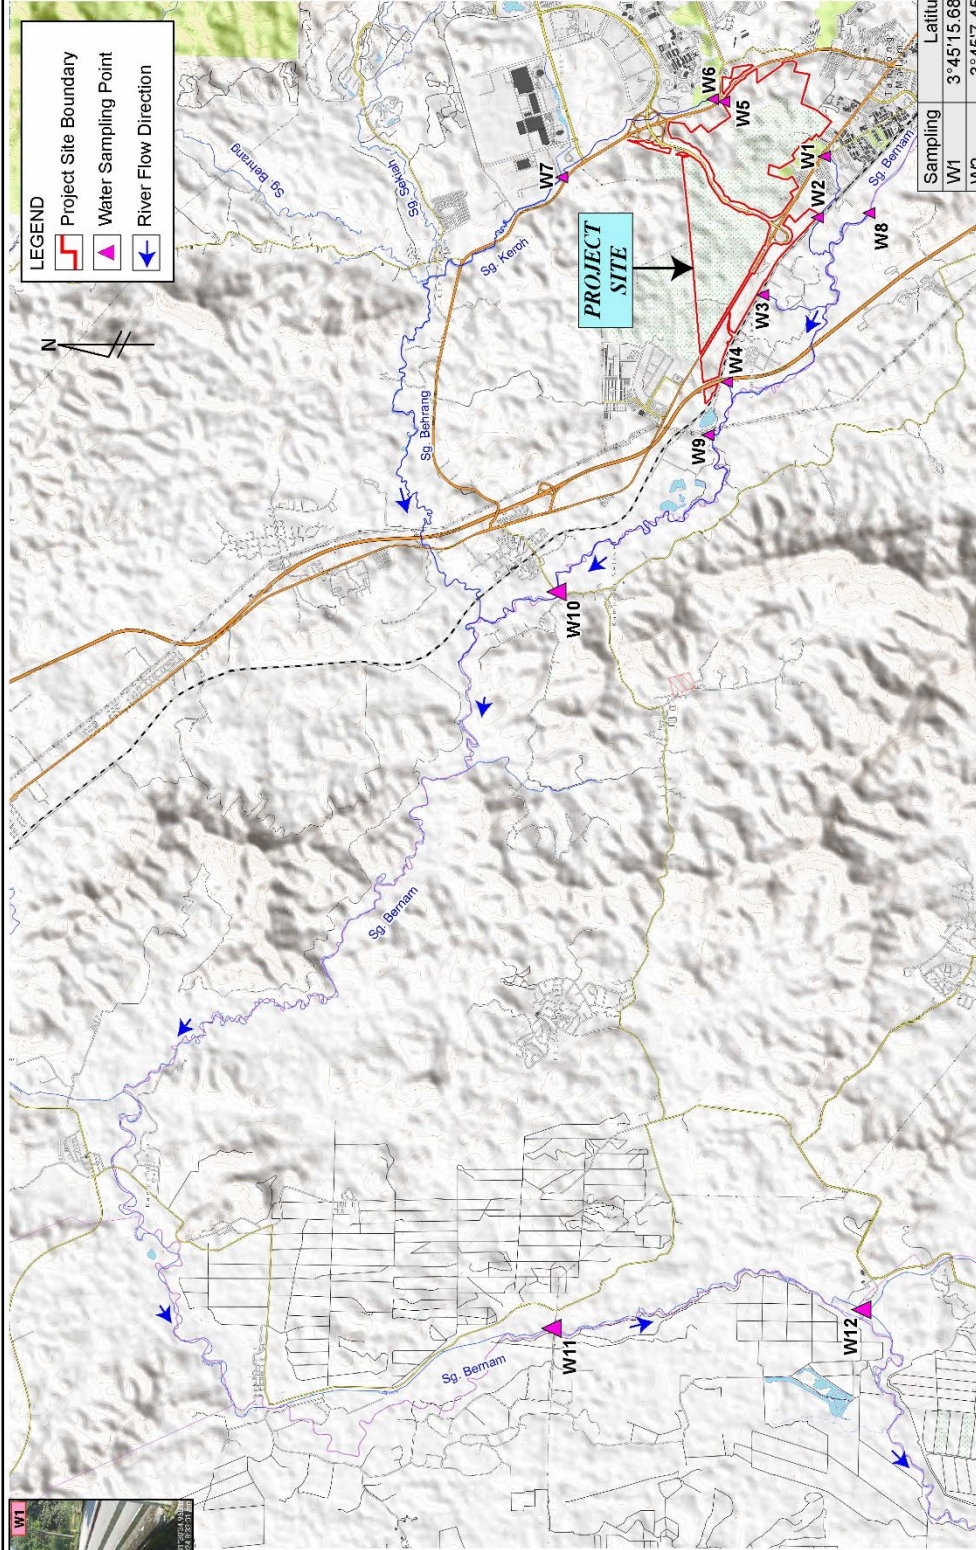 LEGEND
Project Site Boundary
Water Sampling Point
River Flow Direction
N
Sg Behrang
Sg. Sekiah
W6
W5
W7
Sg. Keroh
PROJECT
SITE
W1
W2
Sg. Bernam
W8
W3
W4
W9
Sg. Behrang
W10
Sg. Bernam
W11
Sg. Bernam
W12
W1
Sampling
W1
3°45'15.68